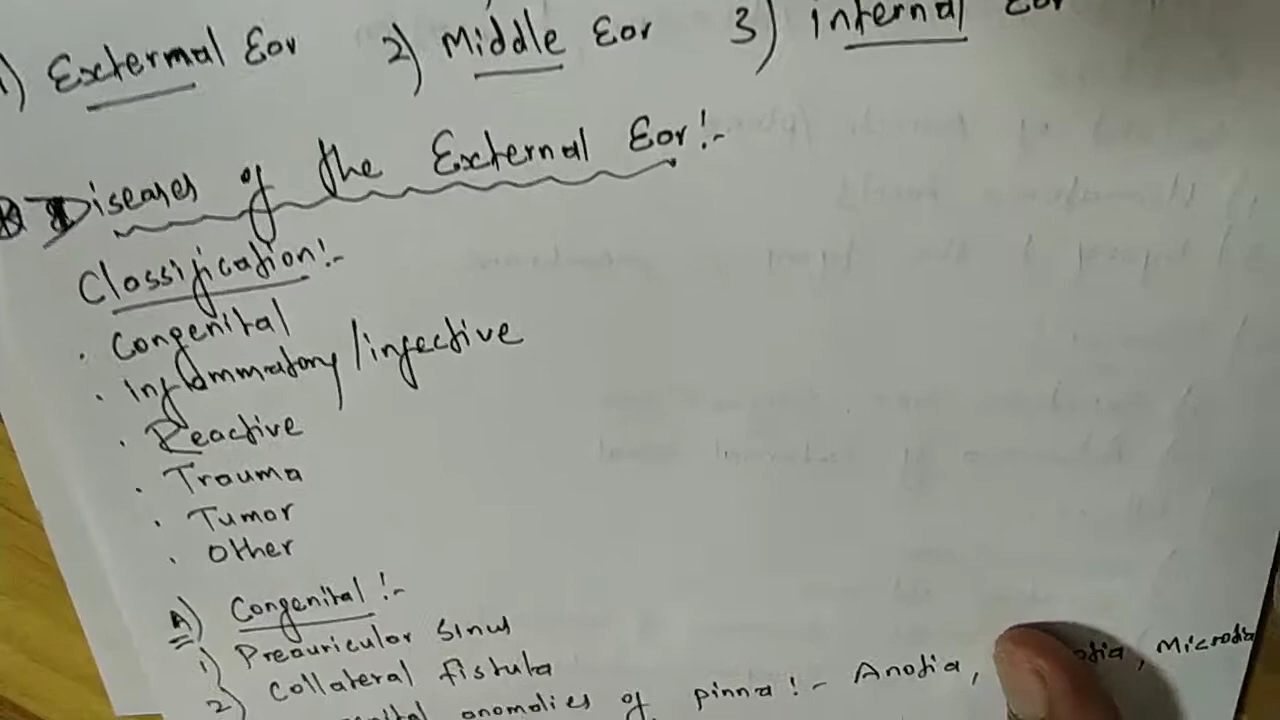 1) External Ear 2) Middle Ear 3) internal Ear
Diseases of the External Ear:-
Classification:-
. Congenital
. Inflammatory/infective
. Reactive
. Trauma
. Tumor
. Other
A) Congenital:-
1) Preauricular Sinus
2) Collateral fistula
anomalies of pinna:- Anotia, Microtia